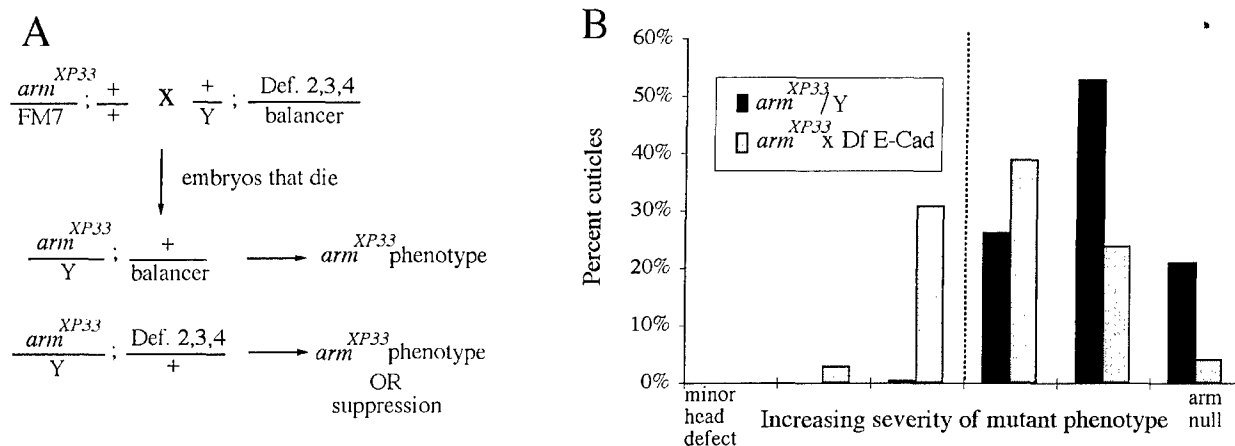 A
arm^XP33 / FM7 ; + / + X + / Y ; Def. 2,3,4 / balancer
embryos that die
arm^XP33 / Y ; + / balancer arm^XP33 phenotype
arm^XP33 / Y ; Def. 2,3,4 / + arm^XP33 phenotype
OR
suppression
B
60%
50%
40%
30%
20%
10%
0%
Percent cuticles
arm^XP33/Y
arm^XP33 x Df E-Cad
minor
head
defect
Increasing severity of mutant phenotype
arm
null